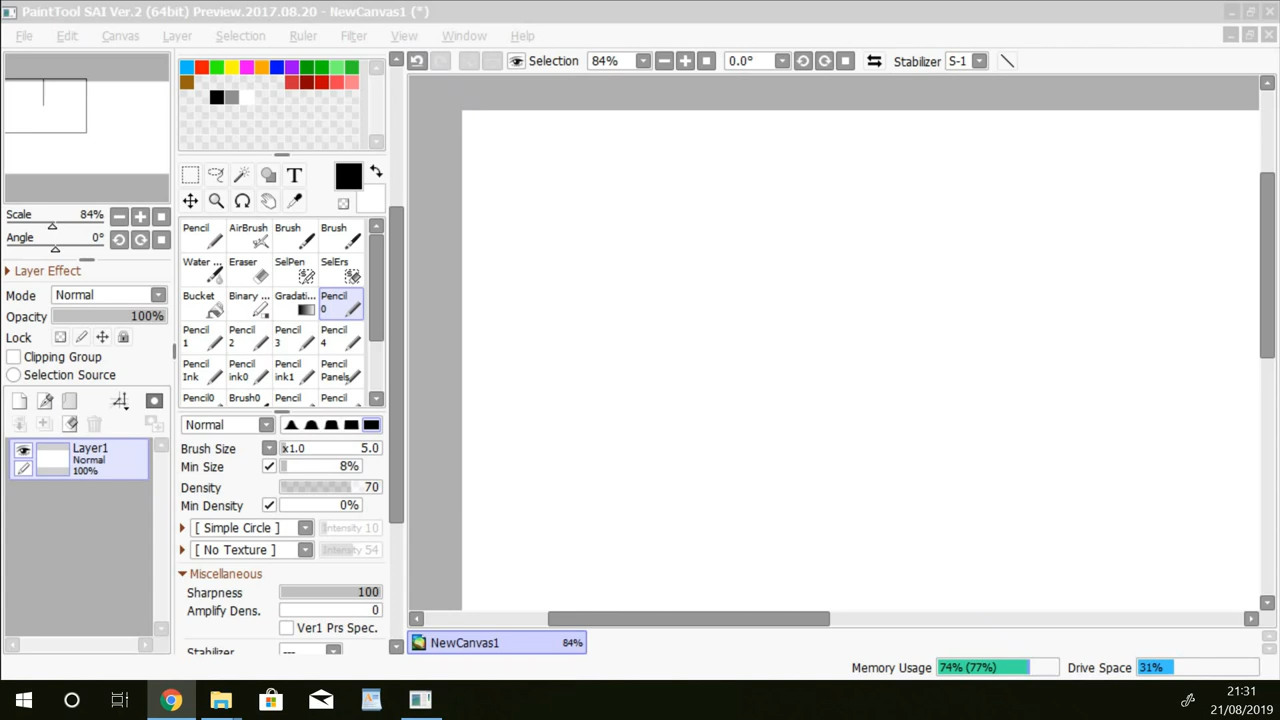 PaintTool SAI Ver.2 (64bit) Preview.2017.08.20 - NewCanvas1 (*)
File Edit Canvas Layer Selection Ruler Filter View Window Help
Selection 84% 0.0° Stabilizer S-1
T
Scale 84%
Angle 0°
Layer Effect
Mode Normal
Opacity 100%
Lock
Clipping Group
Selection Source
Layer1
Normal
100%
Pencil AirBrush Brush Brush
Water ... Eraser SelPen SelErs
Bucket Binary ... Gradati... Pencil 0
Pencil 1 Pencil 2 Pencil 3 Pencil 4
Pencil Ink Pencil ink0 Pencil ink1 Pencil Panels
Pencil0 Brush0 Pencil Pencil
Normal
Brush Size x1.0 5.0
Min Size 8%
Density 70
Min Density 0%
[ Simple Circle ] Intensity 10
[ No Texture ] Intensity 54
Miscellaneous
Sharpness 100
Amplify Dens. 0
Ver1 Prs Spec.
Stabilizer ---
NewCanvas1 84%
Memory Usage 74% (77%) Drive Space 31%
21:31
21/08/2019